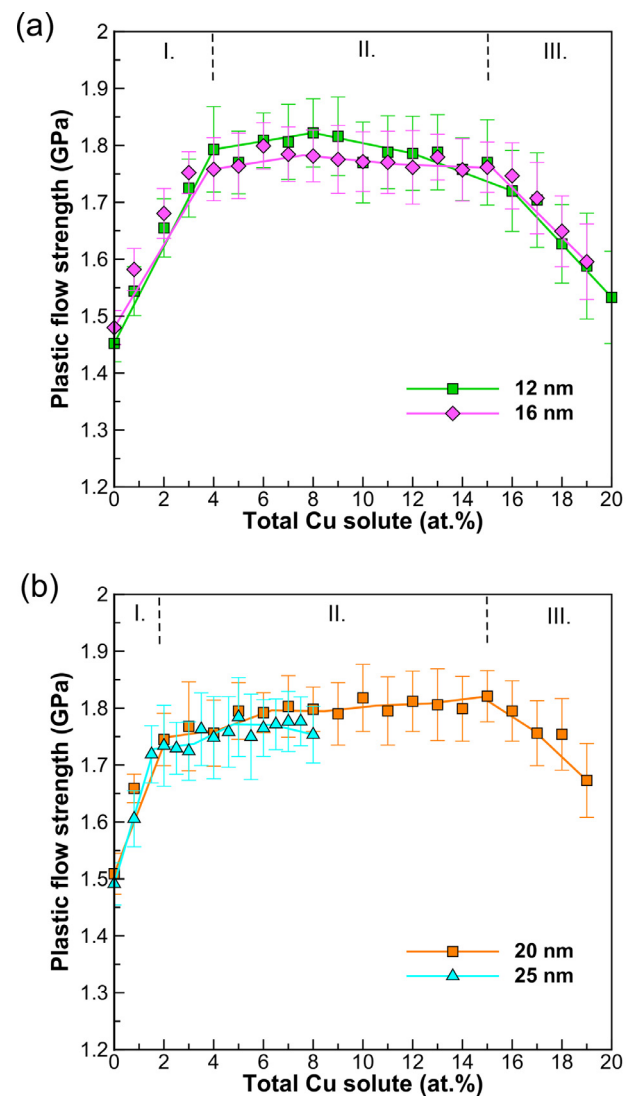 (a)
2
1.9
1.8
1.7
1.6
1.5
1.4
1.3
1.2
Plastic flow strength (GPa)
I.
II.
III.
12 nm
16 nm
0 2 4 6 8 10 12 14 16 18 20
Total Cu solute (at.%)
(b)
2
1.9
1.8
1.7
1.6
1.5
1.4
1.3
1.2
Plastic flow strength (GPa)
I.
II.
III.
20 nm
25 nm
0 2 4 6 8 10 12 14 16 18 20
Total Cu solute (at.%)